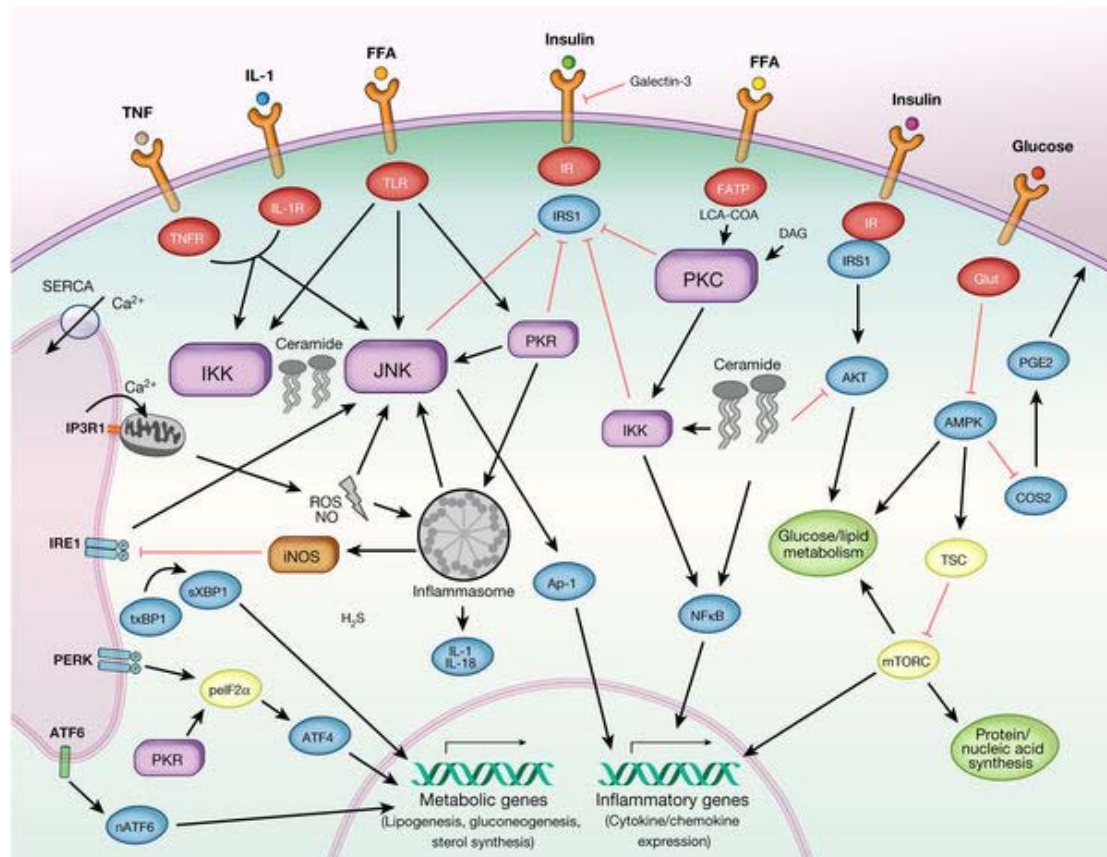 Insulin
FFA
FFA
Galectin-3
IL-1
Insulin
TNF
Glucose
IR
TLR
FATP
IL-1R
IRS1
LCA-COA
IR
TNFR
DAG
IRS1
PKC
Glut
SERCA
Ca²⁺
PKR
PGE2
Ceramide
Ceramide
IKK
JNK
AKT
Ca²⁺
IP3R1
IKK
AMPK
ROS
NO
COS2
Glucose/lipid
metabolism
IRE1
P
P
iNOS
TSC
Ap-1
sXBP1
Inflammasome
txBP1
H₂S
NFκB
IL-1
IL-18
PERK
P
P
mTORC
peIF2α
ATF6
ATF4
PKR
Protein/
nucleic acid
synthesis
Metabolic genes
(Lipogenesis, gluconeogenesis,
sterol synthesis)
Inflammatory genes
(Cytokine/chemokine
expression)
nATF6